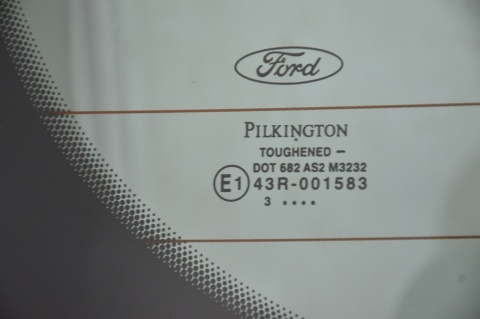 Ford
PILKINGTON
TOUGHENED –
DOT 682 AS2 M3232
E1 43R-001583
3 ····